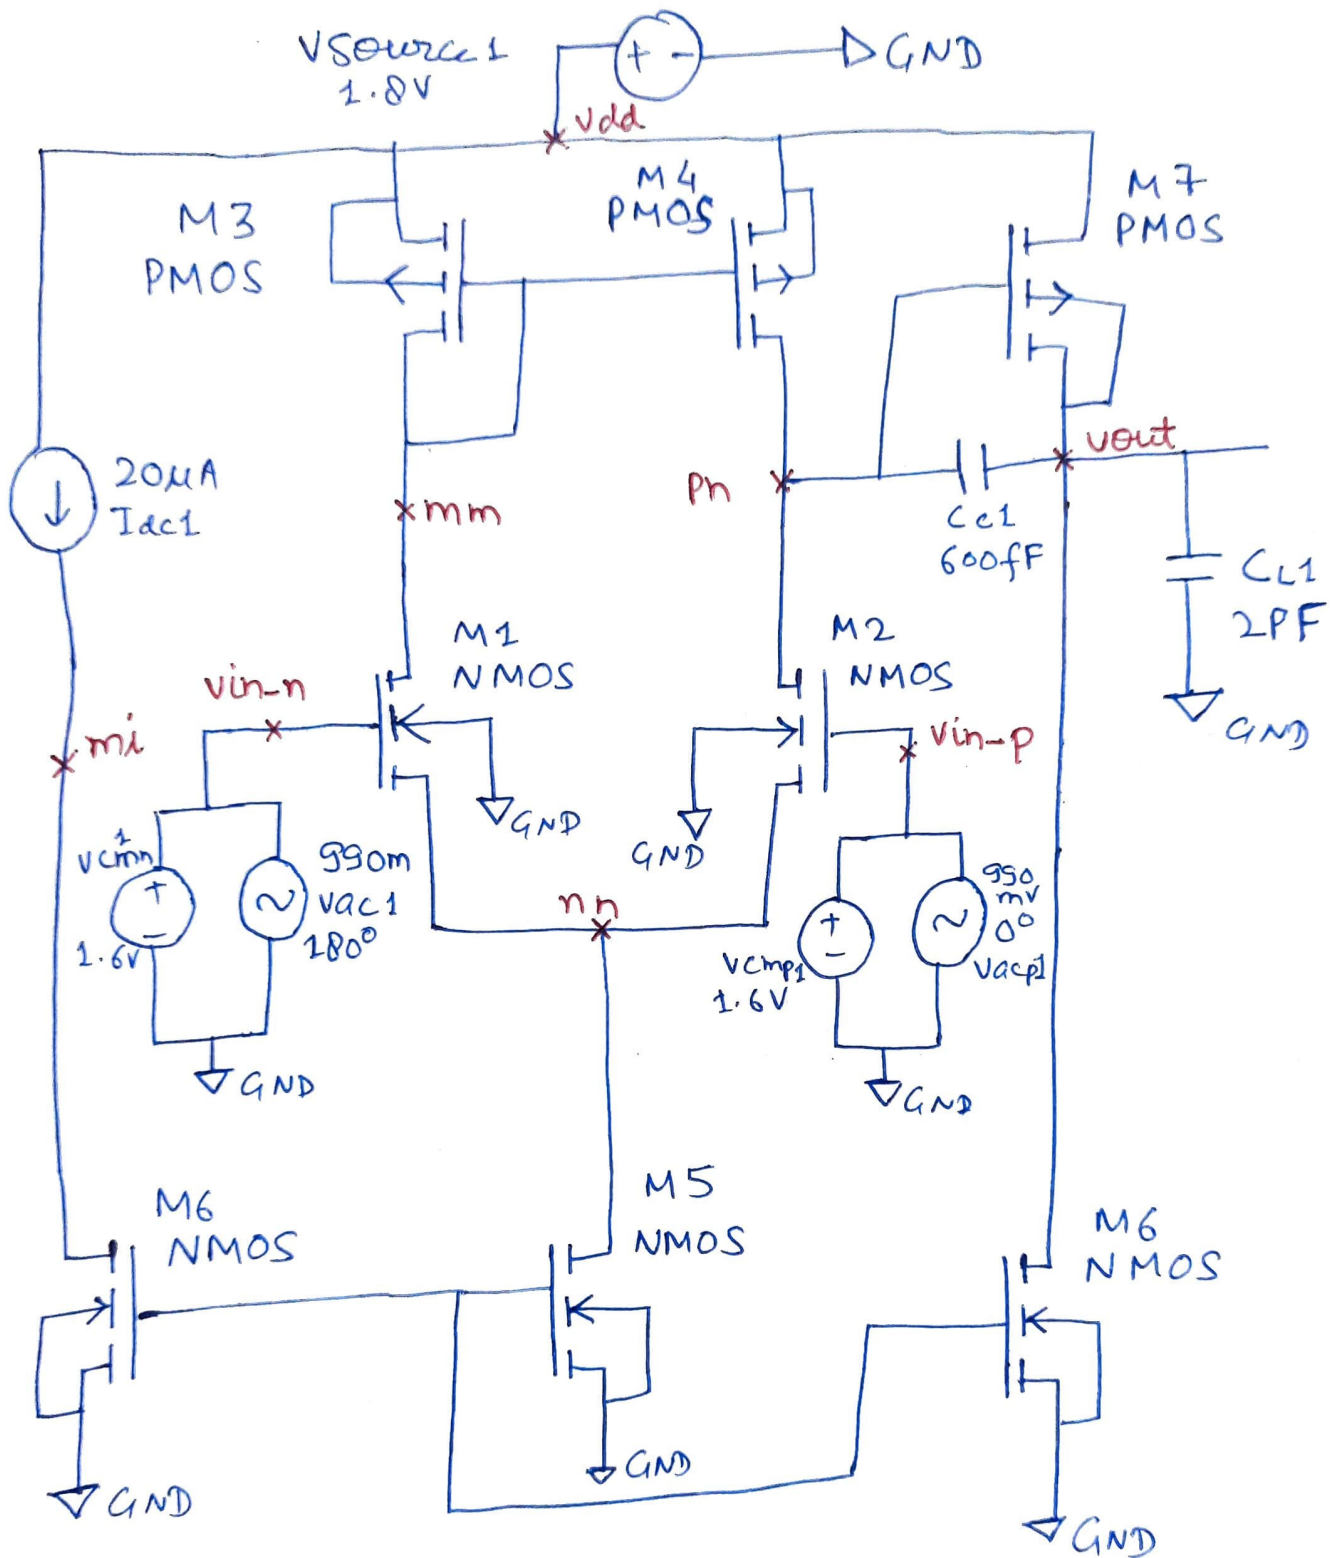 VSource1
1.8V
+ -
GND
vdd
M3
PMOS
M4
PMOS
M7
PMOS
20μA
Idc1
mm
Pn
vout
Cc1
600fF
CL1
2PF
GND
M1
NMOS
M2
NMOS
vin-n
vin-p
mi
GND
GND
vcmn1
+
-
1.6V
990m
vac1
180°
nn
+
-
vcmp1
1.6V
990
mv
0°
vacp1
GND
GND
M6
NMOS
M5
NMOS
M6
NMOS
GND
GND
GND